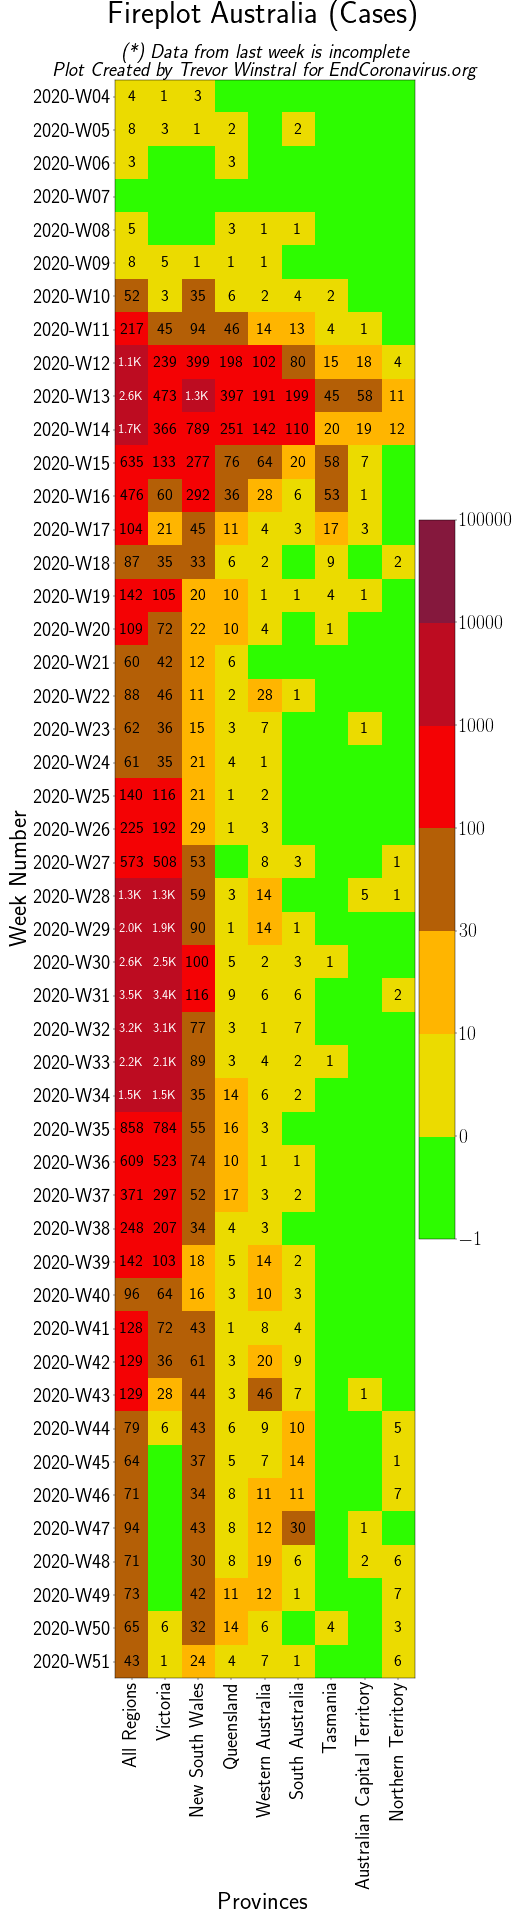 Fireplot Australia (Cases)
(*) Data from last week is incomplete
Plot Created by Trevor Winstral for EndCoronavirus.org
2020-W04 4 1 3
2020-W05 8 3 1 2 2
2020-W06 3 3
2020-W07
2020-W08 5 3 1 1
2020-W09 8 5 1 1 1
2020-W10 52 3 35 6 2 4 2
2020-W11 217 45 94 46 14 13 4 1
2020-W12 1.1K 239 399 198 102 80 15 18 4
2020-W13 2.6K 473 1.3K 397 191 199 45 58 11
2020-W14 1.7K 366 789 251 142 110 20 19 12
2020-W15 635 133 277 76 64 20 58 7
2020-W16 476 60 292 36 28 6 53 1
2020-W17 104 21 45 11 4 3 17 3
2020-W18 87 35 33 6 2 9 2
2020-W19 142 105 20 10 1 1 4 1
2020-W20 109 72 22 10 4 1
2020-W21 60 42 12 6
2020-W22 88 46 11 2 28 1
2020-W23 62 36 15 3 7 1
2020-W24 61 35 21 4 1
2020-W25 140 116 21 1 2
2020-W26 225 192 29 1 3
2020-W27 573 508 53 8 3 1
2020-W28 1.3K 1.3K 59 3 14 5 1
2020-W29 2.0K 1.9K 90 1 14 1
2020-W30 2.6K 2.5K 100 5 2 3 1
2020-W31 3.5K 3.4K 116 9 6 6 2
2020-W32 3.2K 3.1K 77 3 1 7
2020-W33 2.2K 2.1K 89 3 4 2 1
2020-W34 1.5K 1.5K 35 14 6 2
2020-W35 858 784 55 16 3
2020-W36 609 523 74 10 1 1
2020-W37 371 297 52 17 3 2
2020-W38 248 207 34 4 3
2020-W39 142 103 18 5 14 2
2020-W40 96 64 16 3 10 3
2020-W41 128 72 43 1 8 4
2020-W42 129 36 61 3 20 9
2020-W43 129 28 44 3 46 7 1
2020-W44 79 6 43 6 9 10 5
2020-W45 64 37 5 7 14 1
2020-W46 71 34 8 11 11 7
2020-W47 94 43 8 12 30 1
2020-W48 71 30 8 19 6 2 6
2020-W49 73 42 11 12 1 7
2020-W50 65 6 32 14 6 4 3
2020-W51 43 1 24 4 7 1 6
Week Number
All Regions
Victoria
New South Wales
Queensland
Western Australia
South Australia
Tasmania
Australian Capital Territory
Northern Territory
Provinces
100000
10000
1000
100
30
10
0
−1